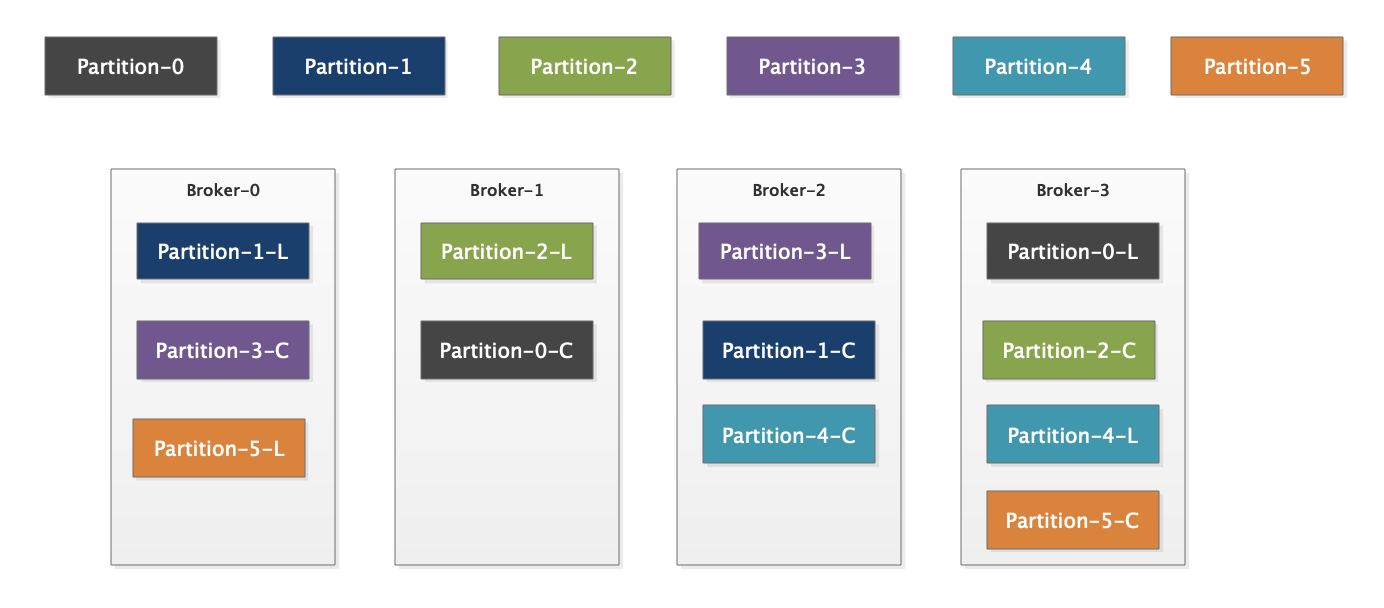 Partition-0
Partition-1
Partition-2
Partition-3
Partition-4
Partition-5
Broker-0
Partition-1-L
Partition-3-C
Partition-5-L
Broker-1
Partition-2-L
Partition-0-C
Broker-2
Partition-3-L
Partition-1-C
Partition-4-C
Broker-3
Partition-0-L
Partition-2-C
Partition-4-L
Partition-5-C